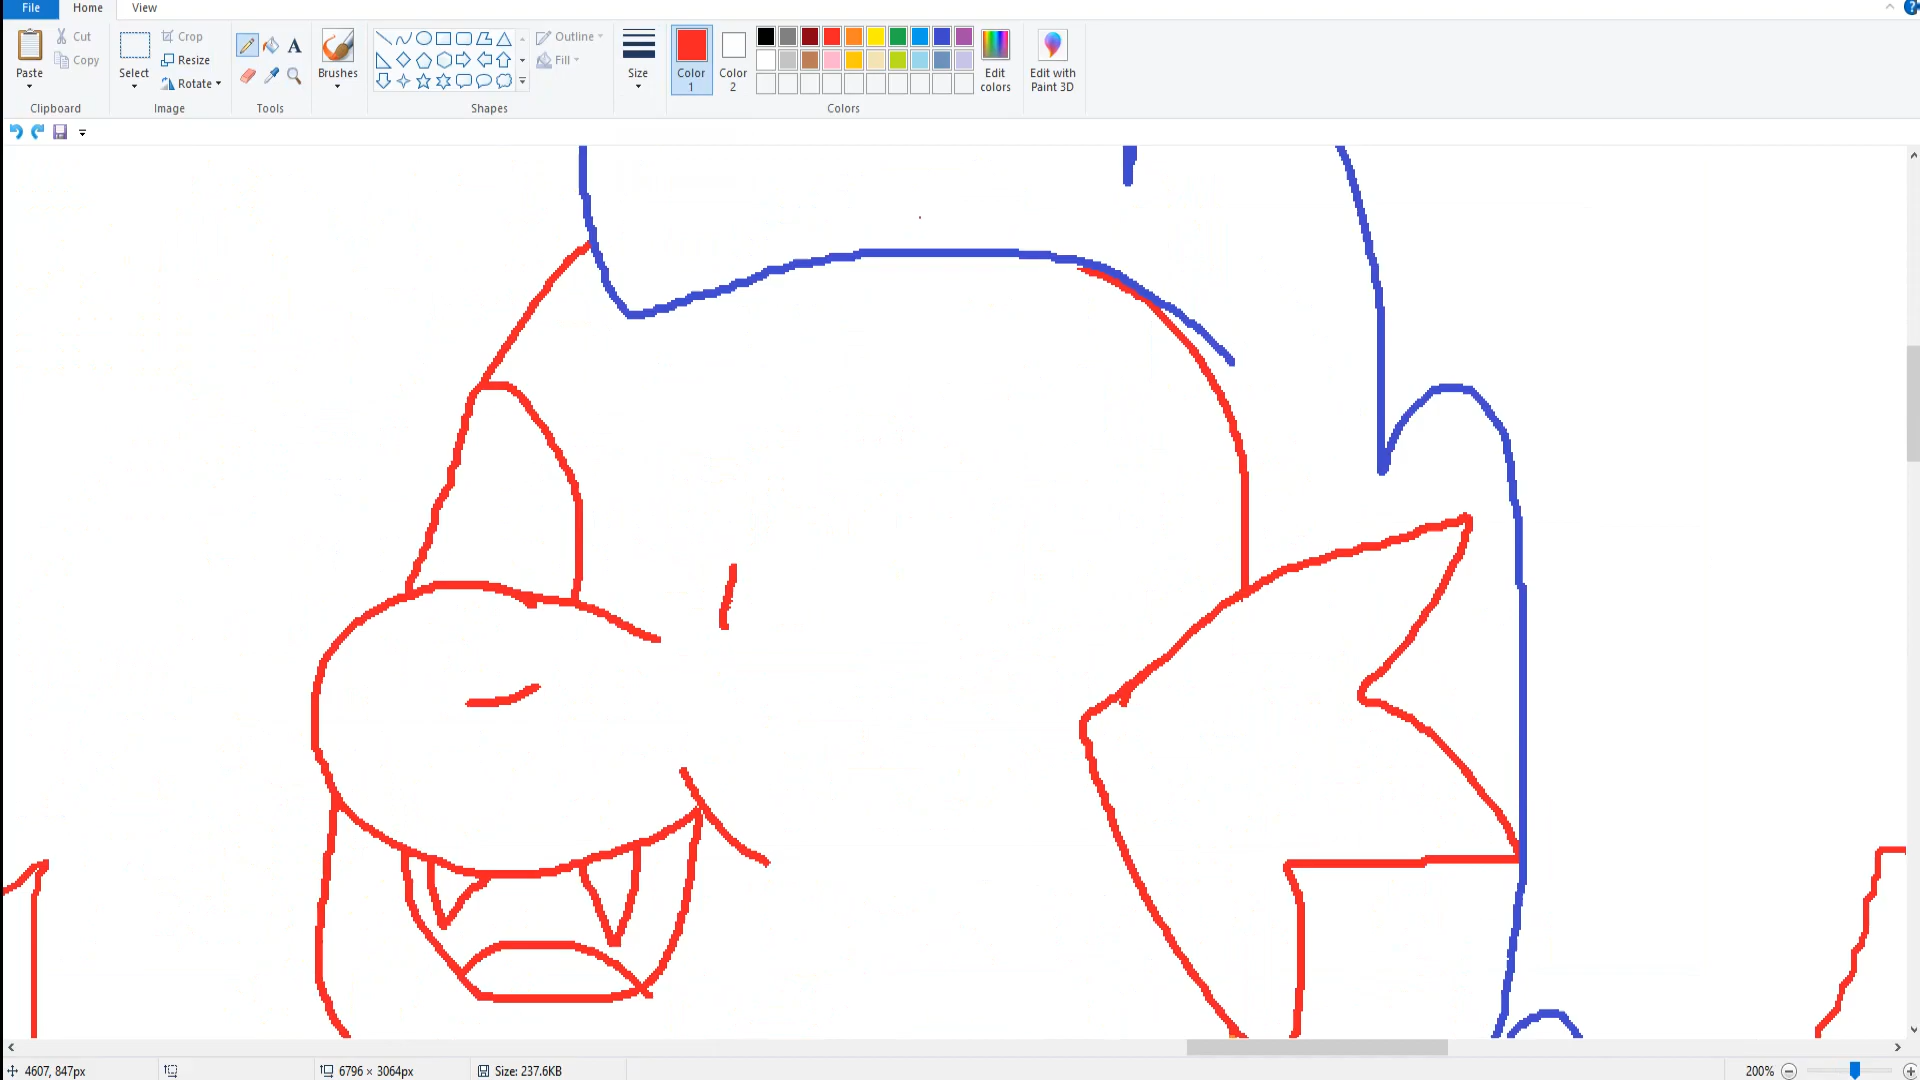 File Home View
Paste Cut Copy
Clipboard
Select Crop Resize Rotate
Image
A
Tools
Brushes
Outline Fill
Shapes
Size
Color 1 Color 2
Edit colors
Colors
Edit with Paint 3D
4607, 847px
6796 × 3064px
Size: 237.6KB
200%